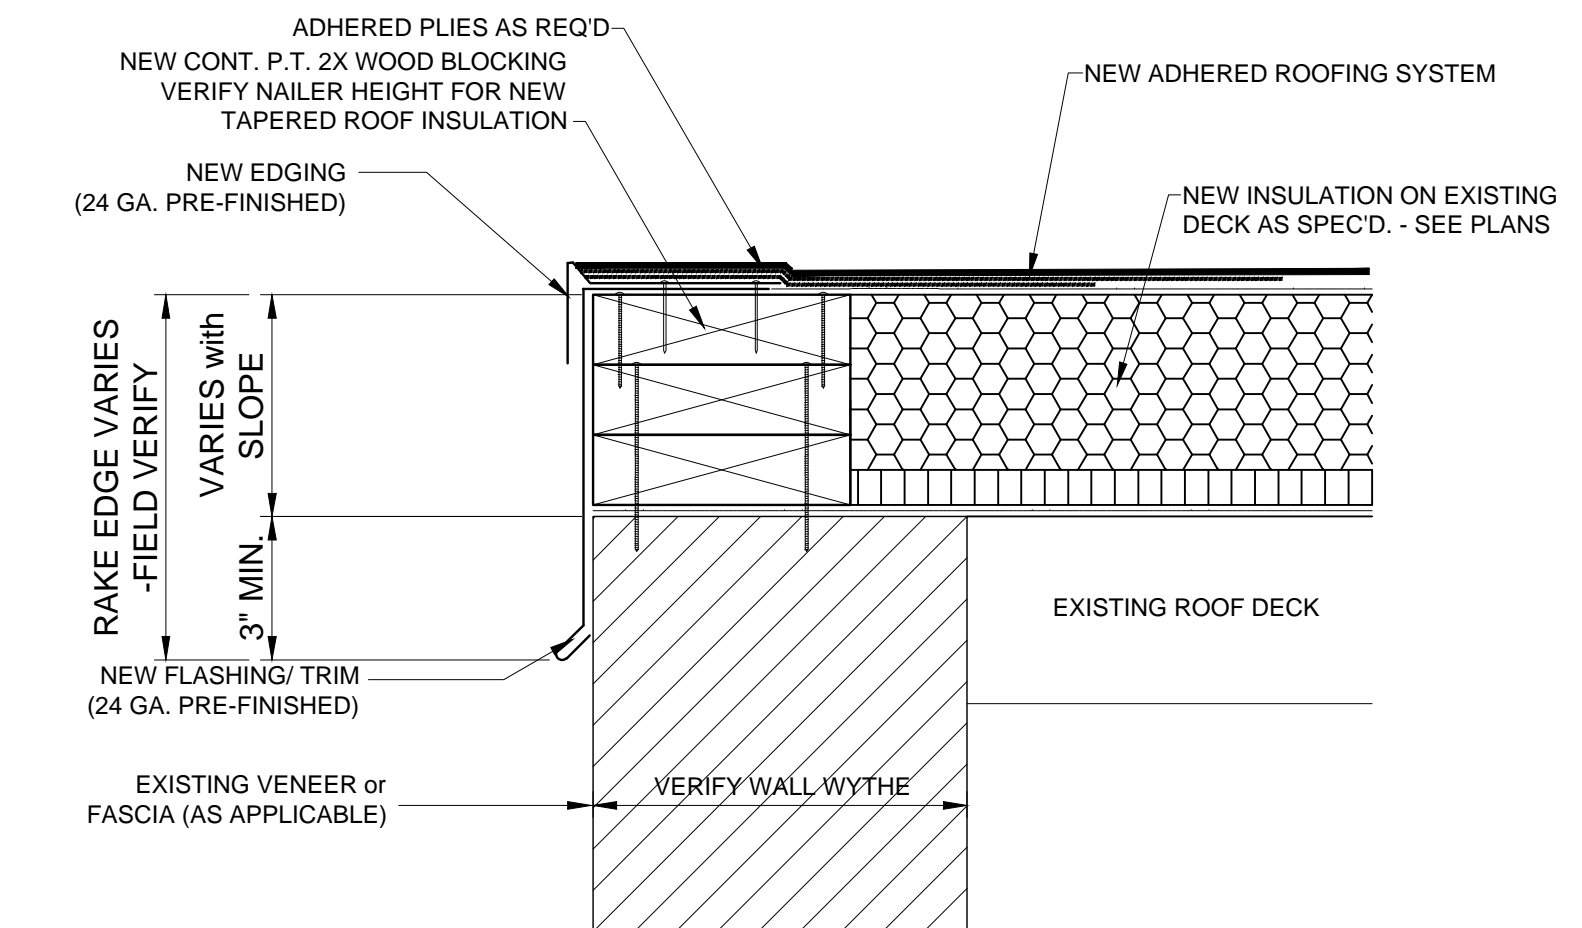 ADHERED PLIES AS REQ'D
NEW CONT. P.T. 2X WOOD BLOCKING
VERIFY NAILER HEIGHT FOR NEW
TAPERED ROOF INSULATION
NEW EDGING
(24 GA. PRE-FINISHED)
NEW ADHERED ROOFING SYSTEM
NEW INSULATION ON EXISTING
DECK AS SPEC'D. - SEE PLANS
RAKE EDGE VARIES
-FIELD VERIFY
VARIES with
SLOPE
3" MIN.
EXISTING ROOF DECK
NEW FLASHING/ TRIM
(24 GA. PRE-FINISHED)
EXISTING VENEER or
FASCIA (AS APPLICABLE)
VERIFY WALL WYTHE